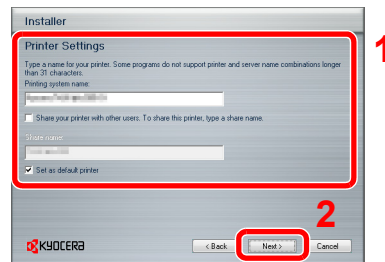 Installer
Printer Settings
1
Type a name for your printer. Some programs do not support printer and server name combinations longer
than 31 characters.
Printing system name:
Share your printer with other users. To share this printer, type a share name.
Share name:
Set as default printer
2
KYOCERA
< Back
Next >
Cancel